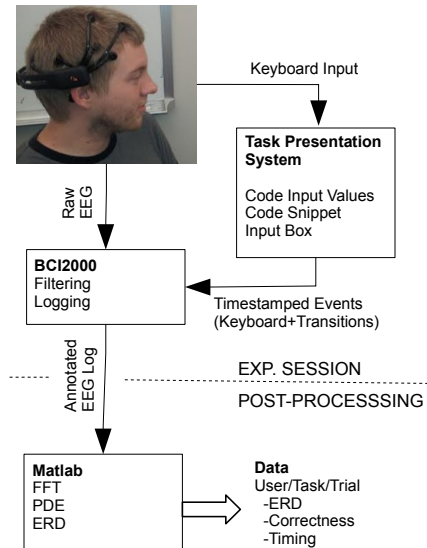 Keyboard Input
Task Presentation
System
Code Input Values
Code Snippet
Input Box
Raw
EEG
BCI2000
Filtering
Logging
Timestamped Events
(Keyboard+Transitions)
Annotated
EEG Log
EXP. SESSION
POST-PROCESSSING
Matlab
FFT
PDE
ERD
Data
User/Task/Trial
-ERD
-Correctness
-Timing